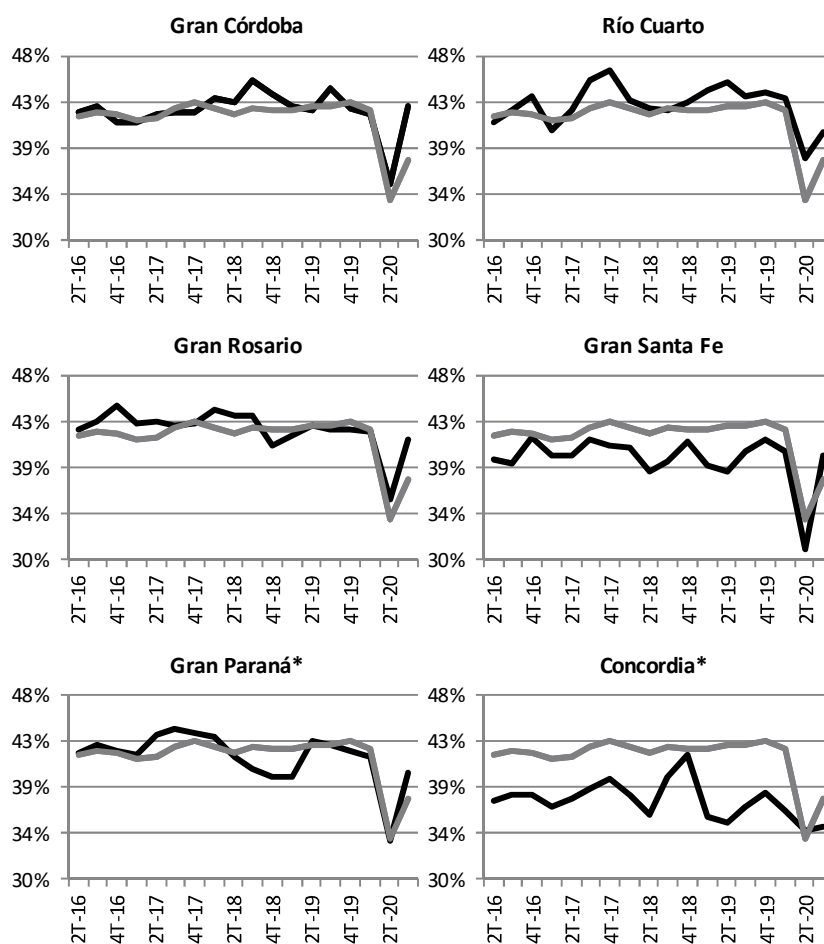 Gran Córdoba
48%
43%
39%
34%
30%
2T-16
4T-16
2T-17
4T-17
2T-18
4T-18
2T-19
4T-19
2T-20
Río Cuarto
48%
43%
39%
34%
30%
2T-16
4T-16
2T-17
4T-17
2T-18
4T-18
2T-19
4T-19
2T-20
Gran Rosario
48%
43%
39%
34%
30%
2T-16
4T-16
2T-17
4T-17
2T-18
4T-18
2T-19
4T-19
2T-20
Gran Santa Fe
48%
43%
39%
34%
30%
2T-16
4T-16
2T-17
4T-17
2T-18
4T-18
2T-19
4T-19
2T-20
Gran Paraná*
48%
43%
39%
34%
30%
2T-16
4T-16
2T-17
4T-17
2T-18
4T-18
2T-19
4T-19
2T-20
Concordia*
48%
43%
39%
34%
30%
2T-16
4T-16
2T-17
4T-17
2T-18
4T-18
2T-19
4T-19
2T-20